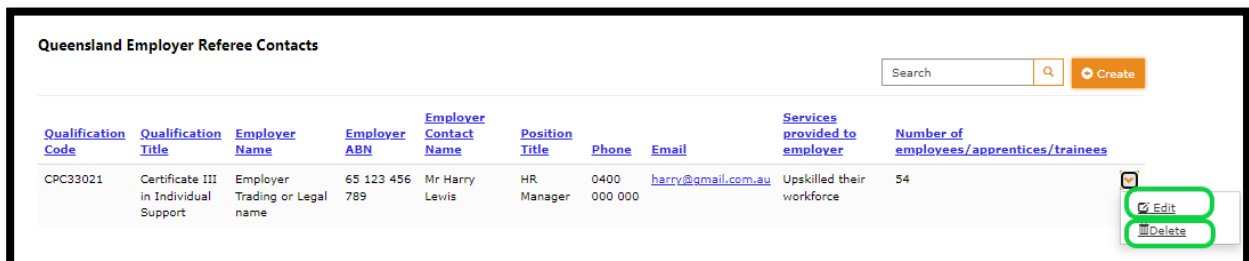 Queensland Employer Referee Contacts
Search
Create
Qualification Code
Qualification Title
Employer Name
Employer ABN
Employer Contact Name
Position Title
Phone
Email
Services provided to employer
Number of employees/apprentices/trainees
CPC33021
Certificate III in Individual Support
Employer Trading or Legal name
65 123 456 789
Mr Harry Lewis
HR Manager
0400 000 000
harry@gmail.com.au
Upskilled their workforce
54
Edit
Delete